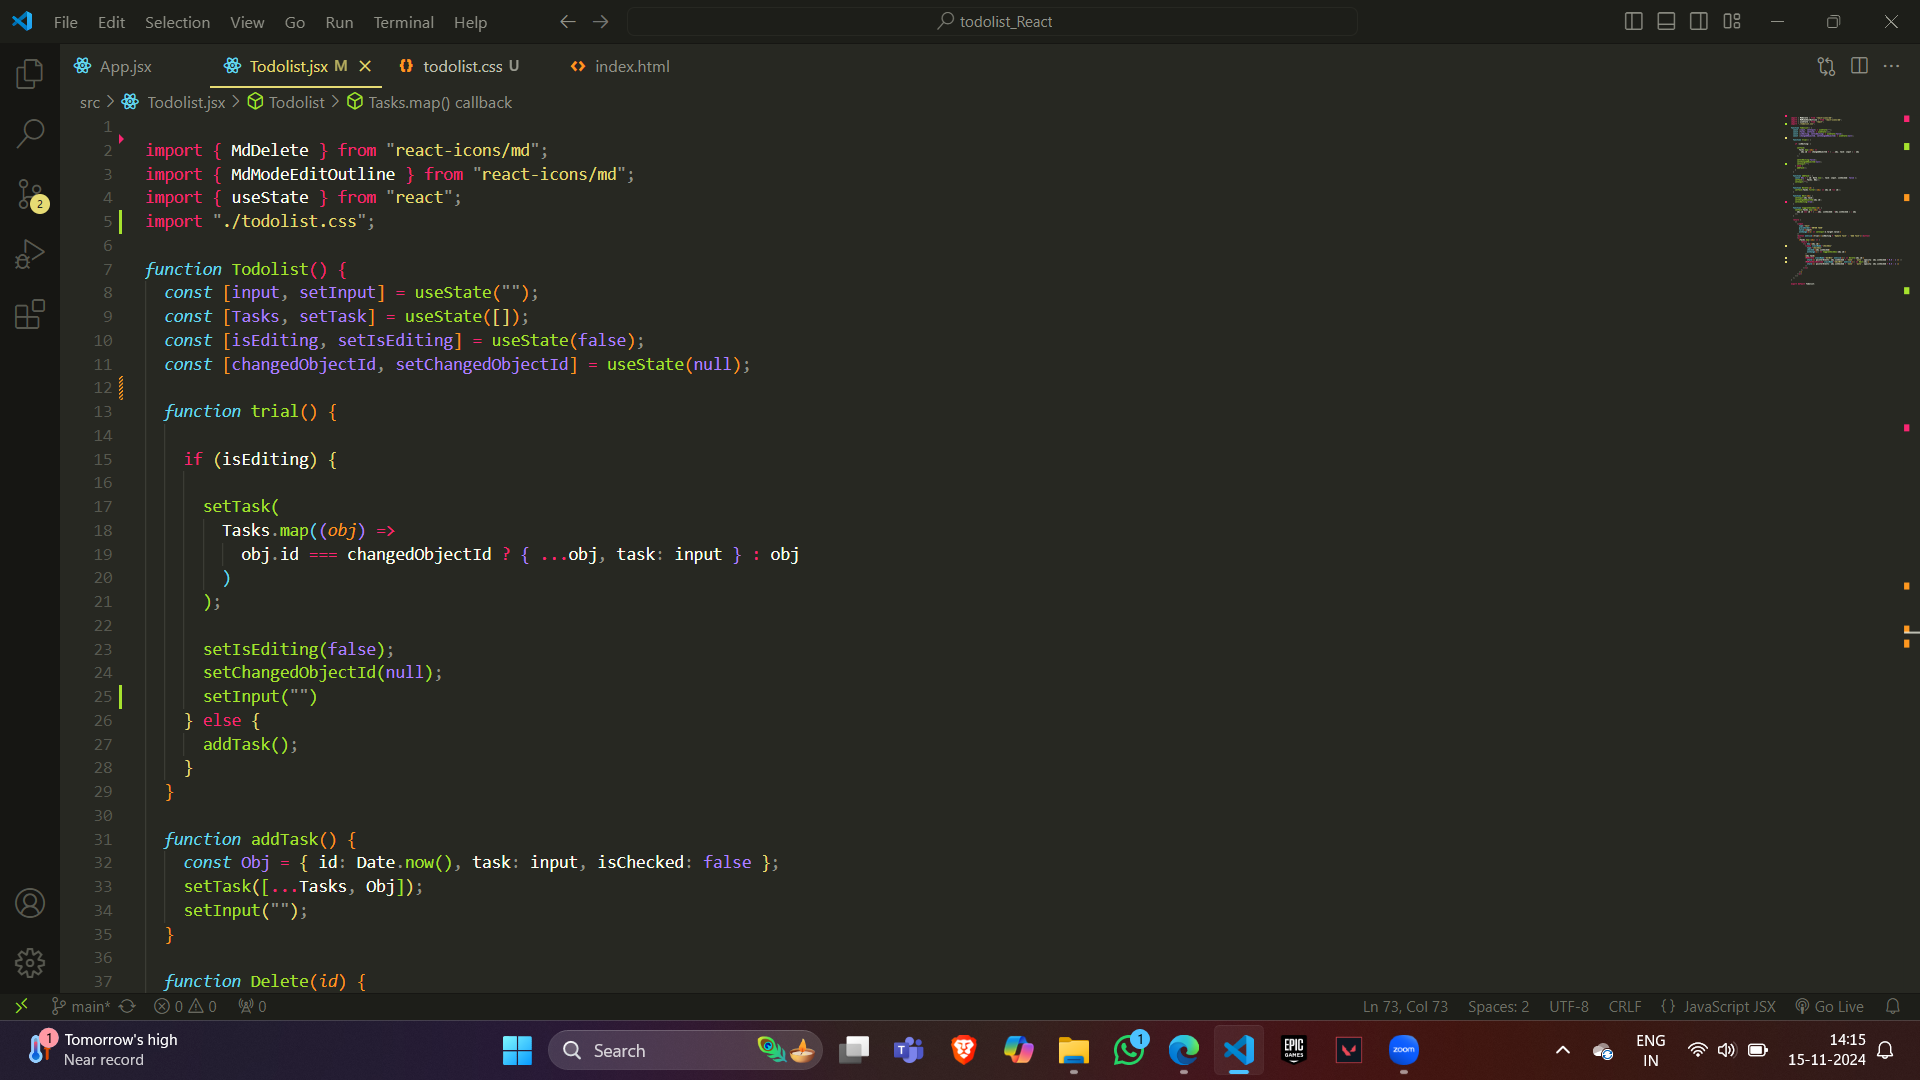 File Edit Selection View Go Run Terminal Help
todolist_React
App.jsx Todolist.jsx M todolist.css U index.html
src > Todolist.jsx > Todolist > Tasks.map() callback
1
2 import { MdDelete } from "react-icons/md";
3 import { MdModeEditOutline } from "react-icons/md";
4 import { useState } from "react";
5 import "./todolist.css";
6
7 function Todolist() {
8 const [input, setInput] = useState("");
9 const [Tasks, setTask] = useState([]);
10 const [isEditing, setIsEditing] = useState(false);
11 const [changedObjectId, setChangedObjectId] = useState(null);
12
13 function trial() {
14
15 if (isEditing) {
16
17 setTask(
18 Tasks.map((obj) =>
19 obj.id === changedObjectId ? { ...obj, task: input } : obj
20 )
21 );
22
23 setIsEditing(false);
24 setChangedObjectId(null);
25 setInput("")
26 } else {
27 addTask();
28 }
29 }
30
31 function addTask() {
32 const Obj = { id: Date.now(), task: input, isChecked: false };
33 setTask([...Tasks, Obj]);
34 setInput("");
35 }
36
37 function Delete(id) {
2
main* 0 0 0 Ln 73, Col 73 Spaces: 2 UTF-8 CRLF {} JavaScript JSX Go Live
1 Tomorrow's high
Near record
Search
1
EPIC GAMES
zoom
ENG
IN
14:15
15-11-2024